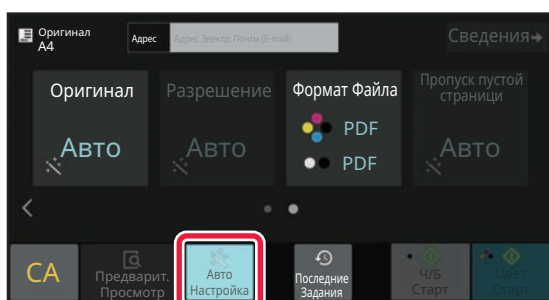 Оригинал
A4
Адрес
Адрес Электр. Почты (E-mail)
Сведения
Оригинал
Авто
Разрешение
Авто
Формат Файла
PDF
PDF
Пропуск пустой
страници
Авто
CA
Предварит.
Просмотр
Авто
Настройка
Последние
Задания
Ч/Б
Старт
Цвет
Старт